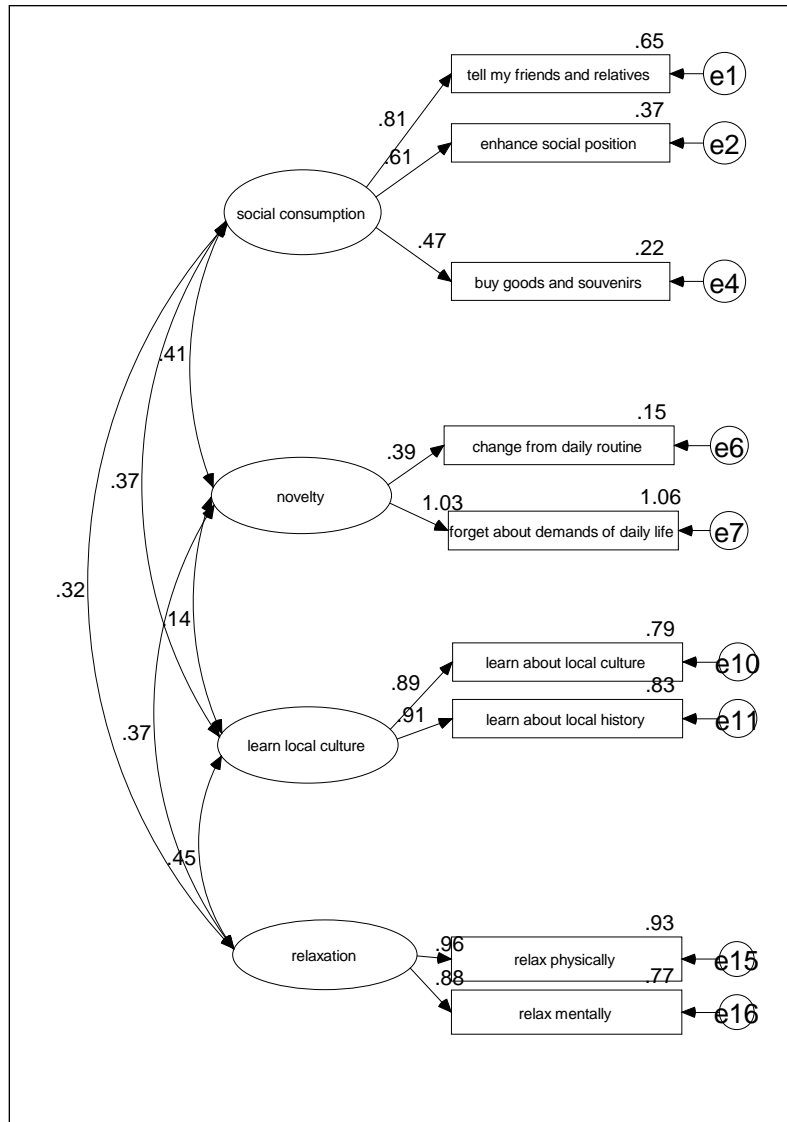 .65
tell my friends and relatives
e1
.81
.37
enhance social position
e2
.61
social consumption
.47
.22
buy goods and souvenirs
e4
.41
.15
change from daily routine
e6
.39
.37
novelty
1.03
1.06
forget about demands of daily life
e7
.32
.14
.79
learn about local culture
e10
.89
.83
learn about local history
e11
.91
.37
learn local culture
.45
.93
relax physically
e15
.96
relaxation
.88
.77
relax mentally
e16